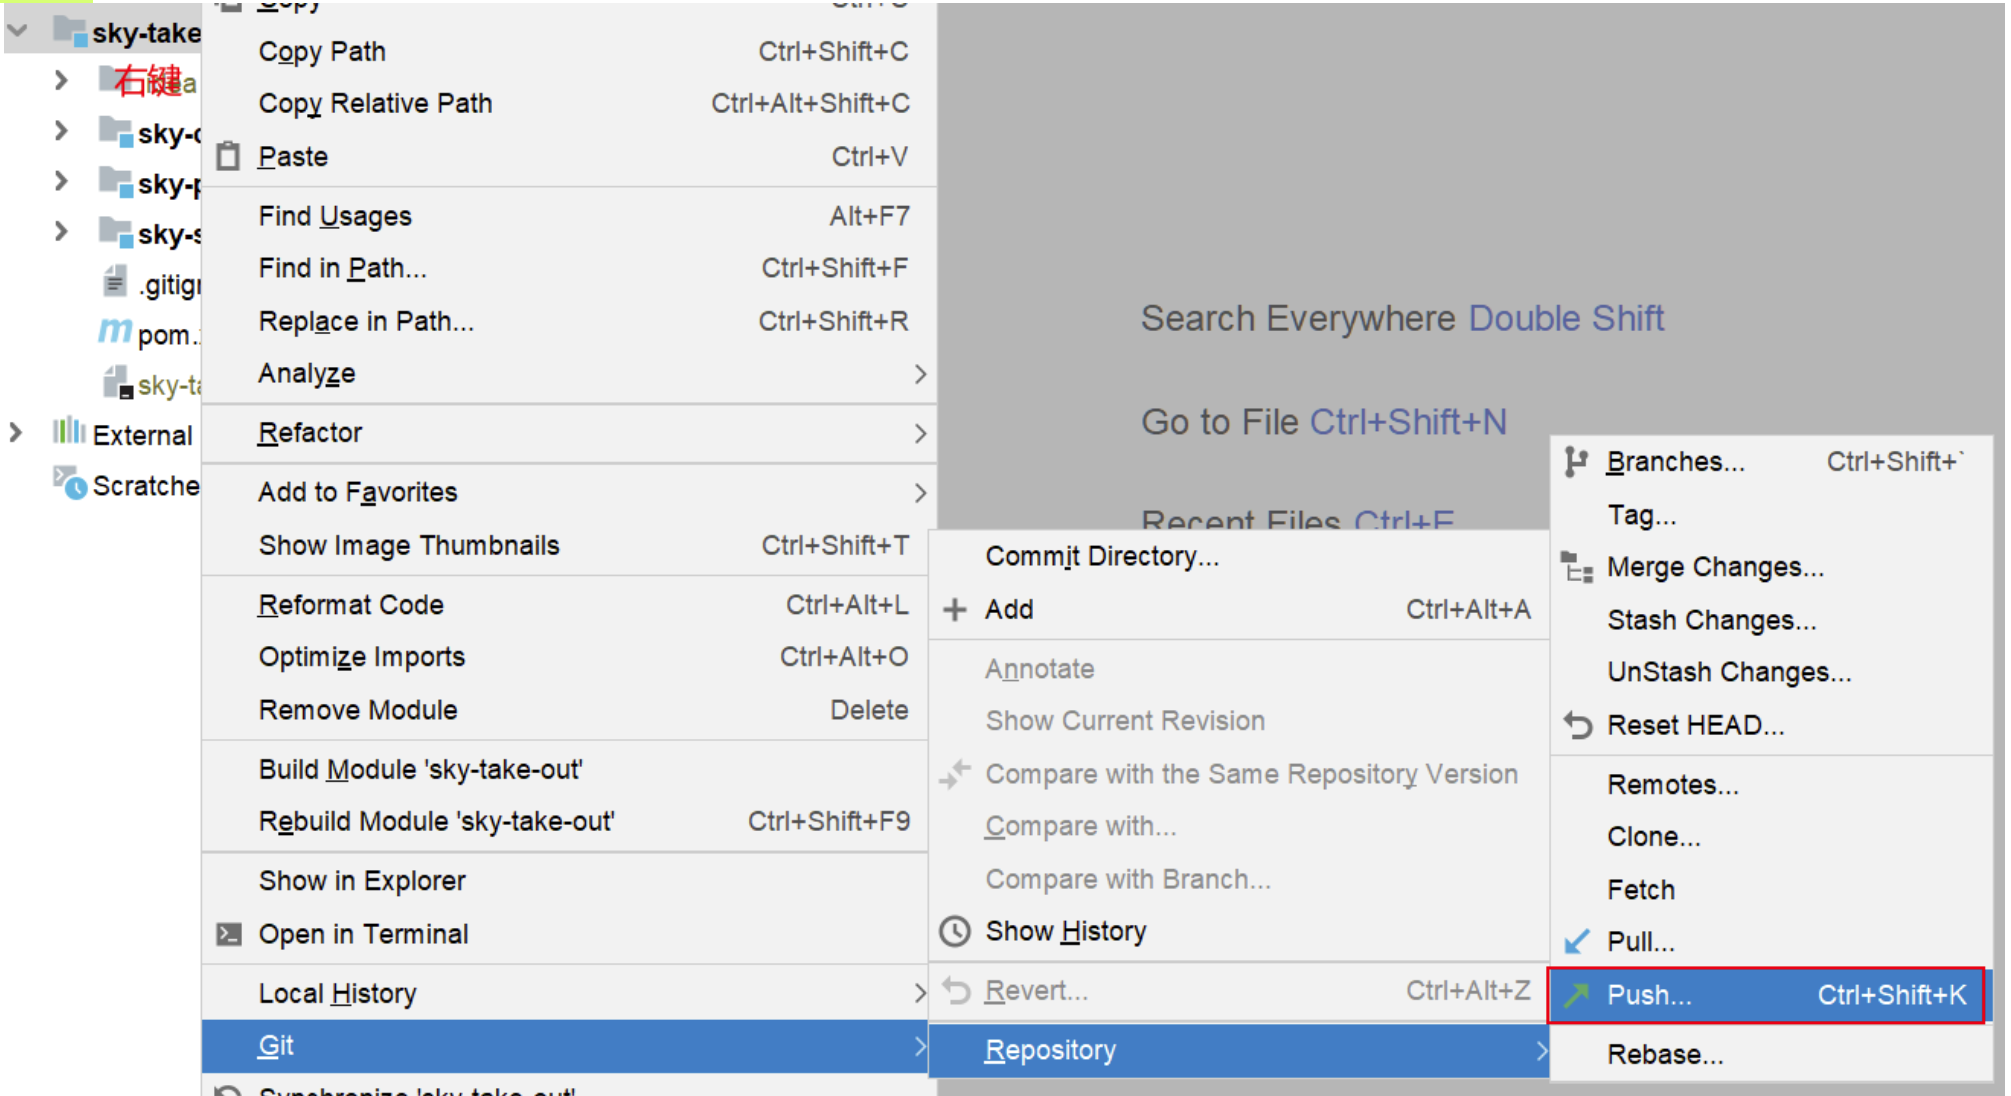 sky-take
右键
sky-
sky-
sky-
.gitig
pom.
sky-t
External
Scratche
Copy
Copy Path Ctrl+Shift+C
Copy Relative Path Ctrl+Alt+Shift+C
Paste Ctrl+V
Find Usages Alt+F7
Find in Path... Ctrl+Shift+F
Replace in Path... Ctrl+Shift+R
Analyze
Refactor
Add to Favorites
Show Image Thumbnails Ctrl+Shift+T
Reformat Code Ctrl+Alt+L
Optimize Imports Ctrl+Alt+O
Remove Module Delete
Build Module 'sky-take-out'
Rebuild Module 'sky-take-out' Ctrl+Shift+F9
Show in Explorer
Open in Terminal
Local History
Git
Synchronize 'sky-take-out'
Search Everywhere Double Shift
Go to File Ctrl+Shift+N
Recent Files Ctrl+E
Commit Directory...
Add Ctrl+Alt+A
Annotate
Show Current Revision
Compare with the Same Repository Version
Compare with...
Compare with Branch...
Show History
Revert... Ctrl+Alt+Z
Repository
Branches... Ctrl+Shift+`
Tag...
Merge Changes...
Stash Changes...
UnStash Changes...
Reset HEAD...
Remotes...
Clone...
Fetch
Pull...
Push... Ctrl+Shift+K
Rebase...